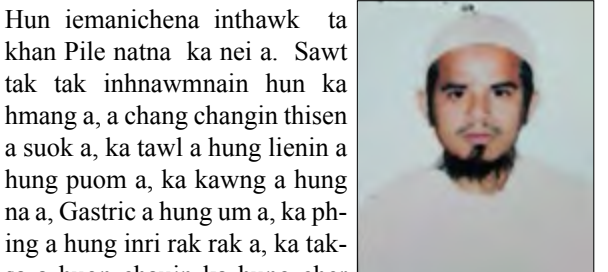 Hun iemanichena inthawk ta
khan Pile natna ka nei a. Sawt
tak tak inhnawmnain hun ka
hmang a, a chang changin thisen
a suok a, ka tawl a hung lienin a
hung puom a, ka kawng a hung
na a, Gastric a hung um a, ka ph-
ing a hung inri rak rak a, ka tak-